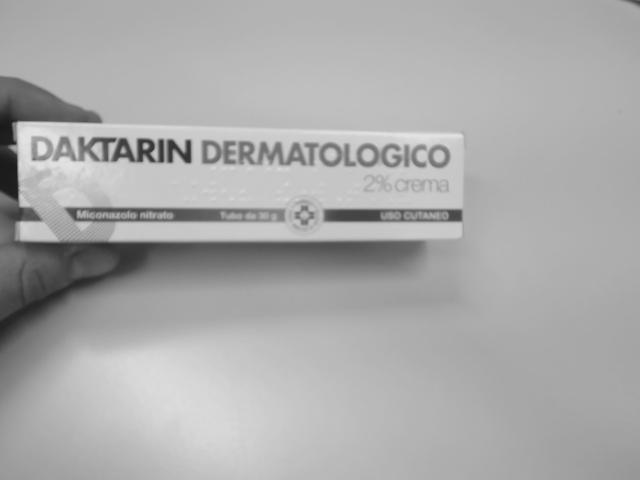 DAKTARIN DERMATOLOGICO
2% crema
Miconazolo nitrato Tubo da 30 g USO CUTANEO